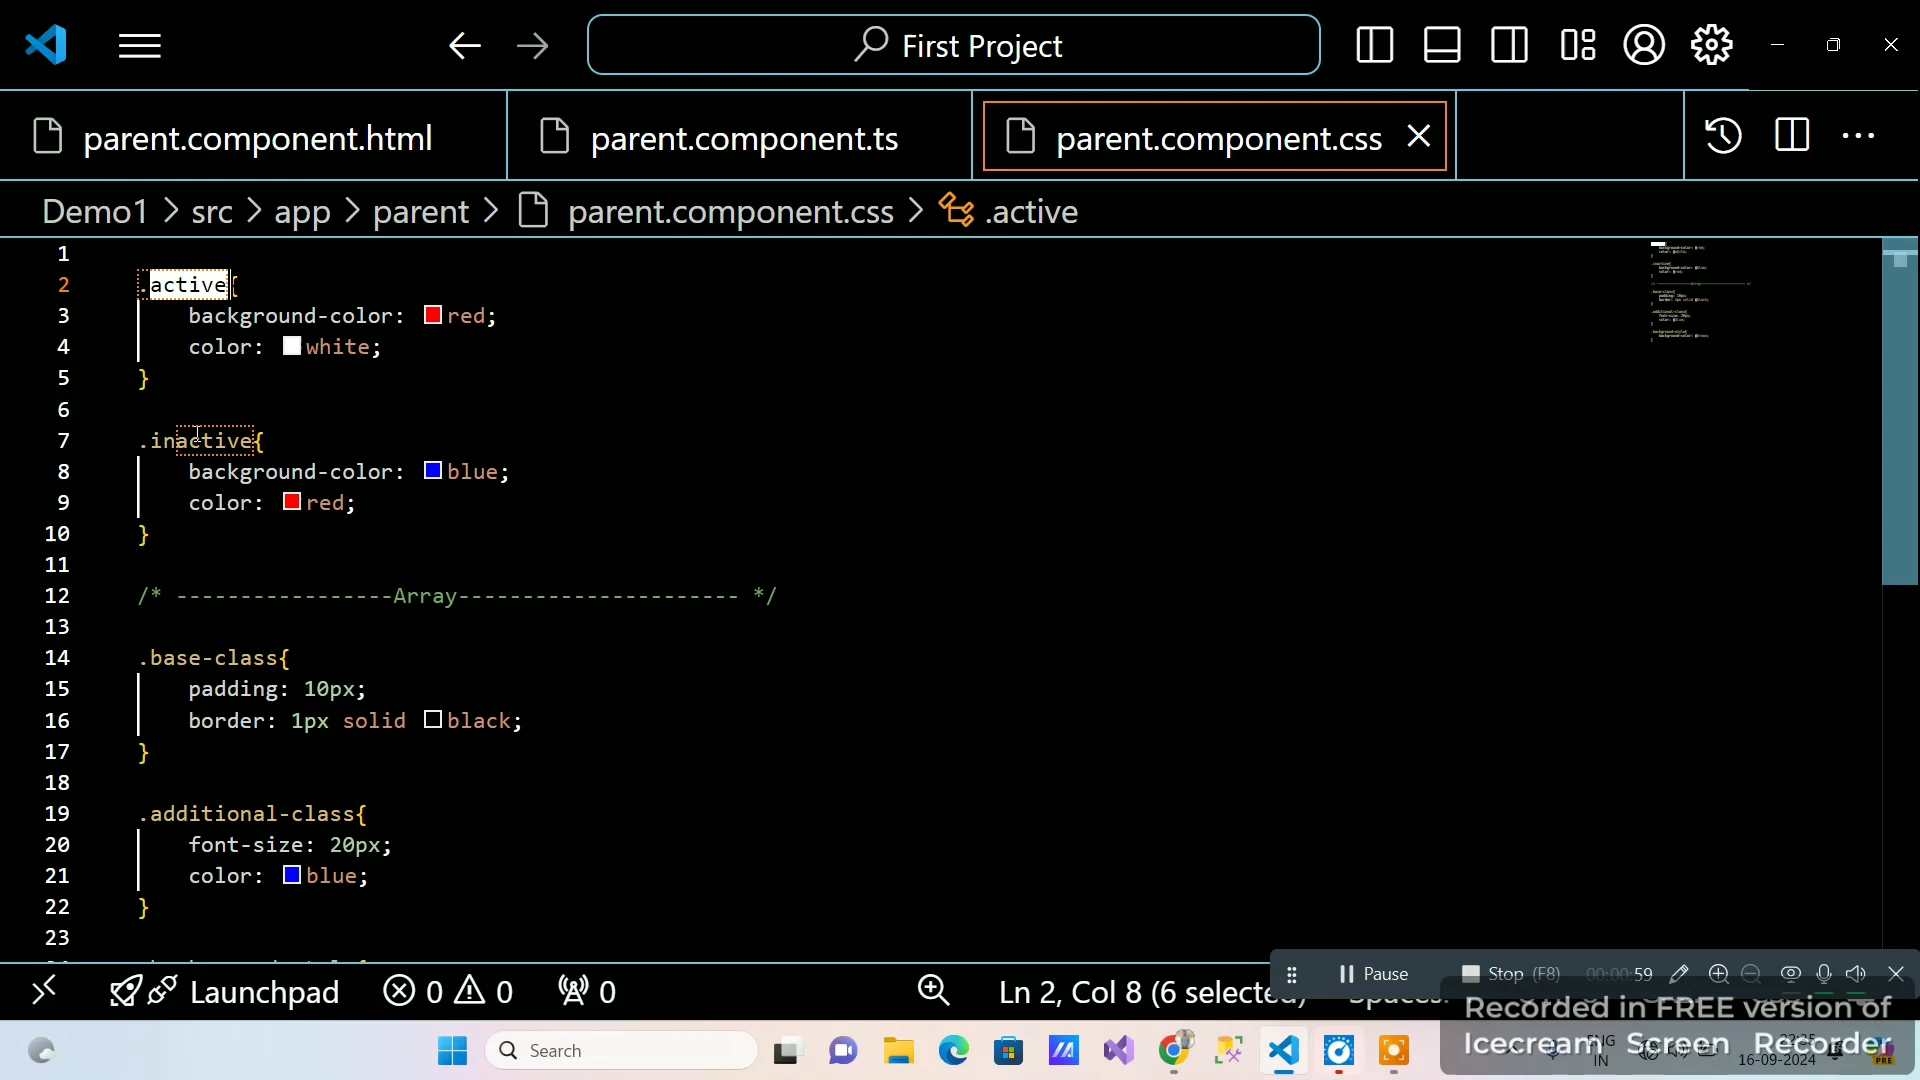 First Project
parent.component.html
parent.component.ts
parent.component.css
Demo1 > src > app > parent > parent.component.css > .active
1
2 .active{
3 background-color: red;
4 color: white;
5 }
6
7 .inactive{
8 background-color: blue;
9 color: red;
10 }
11
12 /* -----------------Array---------------------- */
13
14 .base-class{
15 padding: 10px;
16 border: 1px solid black;
17 }
18
19 .additional-class{
20 font-size: 20px;
21 color: blue;
22 }
23
Launchpad 0 0 0 Ln 2, Col 8 (6 selected)
Pause Stop (F8) 00:00:59
Recorded in FREE version of
Icecream Screen Recorder
Search
ENG
IN
22:25
16-09-2024
PRE